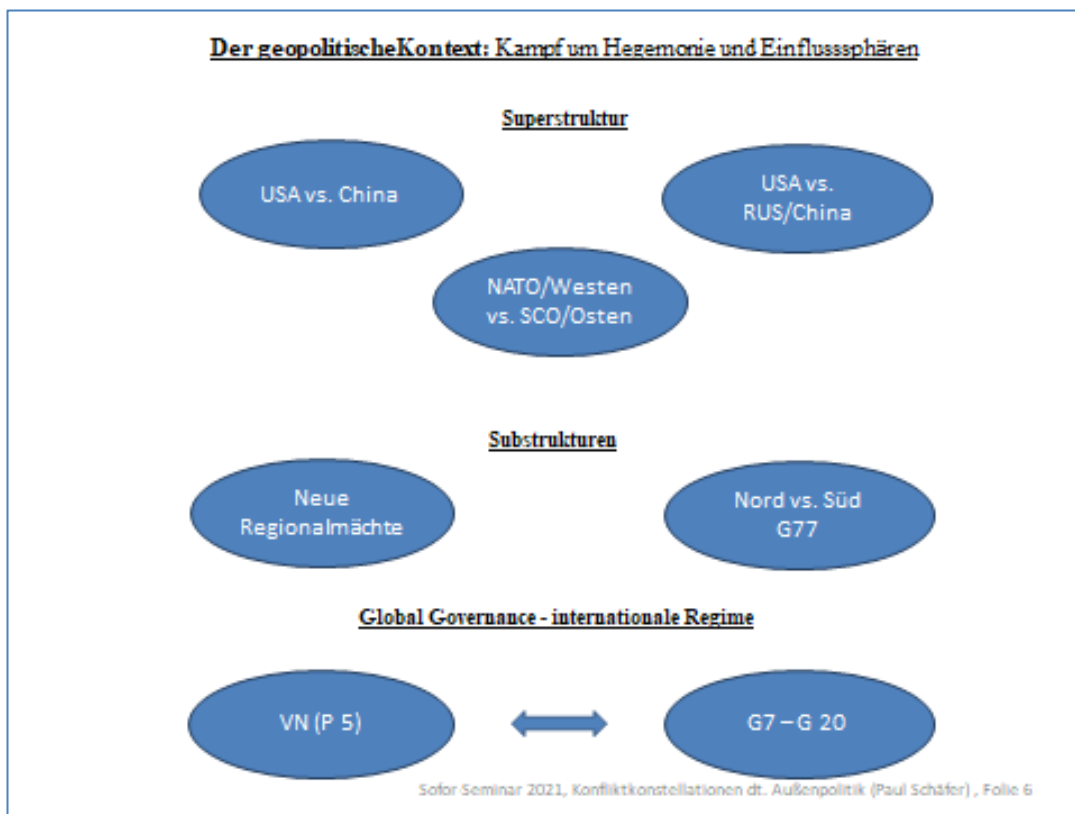 Der geopolitischeKontext: Kampf um Hegemonie und Einflusssphären
Superstruktur
USA vs. China
USA vs.
RUS/China
NATO/Westen
vs. SCO/Osten
Substrukturen
Neue
Regionalmächte
Nord vs. Süd
G77
Global Governance - internationale Regime
VN (P 5)
G7 – G 20
Sofor Seminar 2021, Konfliktkonstellationen dt. Außenpolitik (Paul Schäfer) , Folie 6